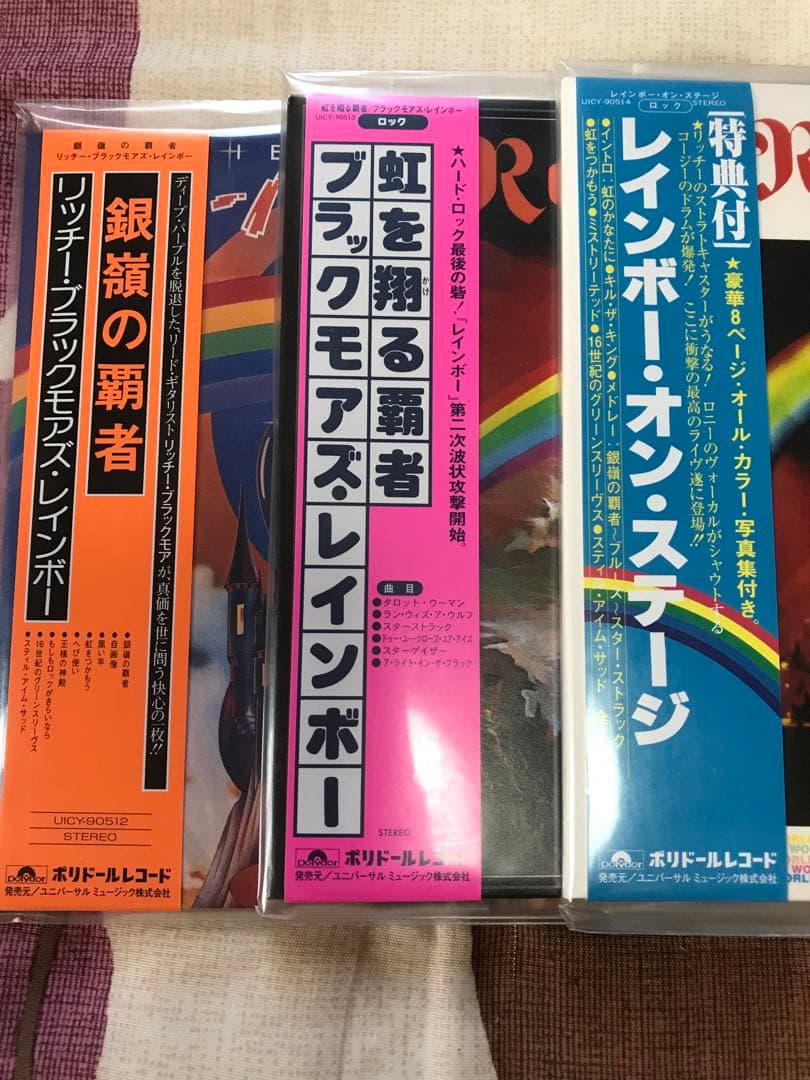 銀嶺の覇者
リッチー・ブラックモアズ・レインボー
ディープ・パープルを脱退した、リード・ギタリストリッチー・ブラックモアが、真価を世に問う快心の一枚!!
銀嶺の覇者
リッチー・ブラックモアズ・レインボー
●銀嶺の覇者
●自画像
●黒い羊
●虹をつかもう
●へび使い
●王様の神殿
●もしもロックがきらいなら
●16世紀のグリーンスリーヴス
●スティル・アイム・サッド
UICY-90512
STEREO
Polydor
ポリドールレコード
発売元/ユニバーサル ミュージック株式会社
HE
虹を翔る覇者/ブラックモアズ・レインボー
UICY-90513
ロック
★ハード・ロック最後の砦!『レインボー』第二次波状攻撃開始。
虹を翔る覇者
かけ
ブラックモアズ・レインボー
曲目
●タロット・ウーマン
●ラン・ウィズ・ア・ウルフ
●スターストラック
●ドゥー・ユー・クローズ・ユア・アイズ
●スターゲイザー
●ア・ライト・イン・ザ・ブラック
STEREO
Polydor
ポリドールレコード
発売元/ユニバーサル ミュージック株式会社
R
レインボー・オン・ステージ
UICY-90514
ロック
STEREO
[特典付]
★豪華8ページ・オール・カラー・写真集付き。
レインボー・オン・ステージ
★リッチーのストラトキャスターがうなる! ロニーのヴォーカルがシャウトする
コージーのドラムが爆発! ここに衝撃の最高のライヴ遂に登場!!
●イントロ:虹のかなたに●キル・ザ・キング●メドレー:銀嶺の覇者~ブルース~スター・ストラック
●虹をつかもう●ミストリーテッド●16世紀のグリーンスリーヴス●スティル・アイム・サッド
Polydor
ポリドールレコード
発売元/ユニバーサル ミュージック株式会社
R